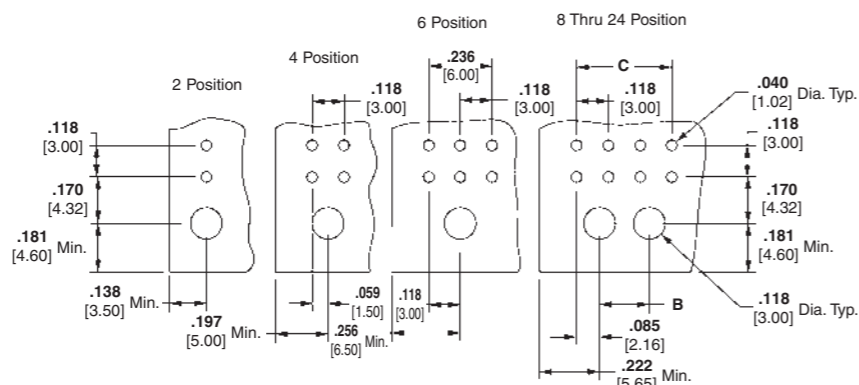 6 Position
8 Thru 24 Position
4 Position
2 Position
.236
[6.00]
C
.040
[1.02] Dia. Typ.
.118
[3.00]
.118
[3.00]
.118
[3.00]
.118
[3.00]
.118
[3.00]
.170
[4.32]
.170
[4.32]
.181
[4.60] Min.
.181
[4.60] Min.
.138
[3.50] Min.
.197
[5.00] Min.
.059
[1.50]
.256
[6.50] Min.
.118
[3.00]
B
.085
[2.16]
.118
[3.00] Dia. Typ.
.222
[5.65] Min.